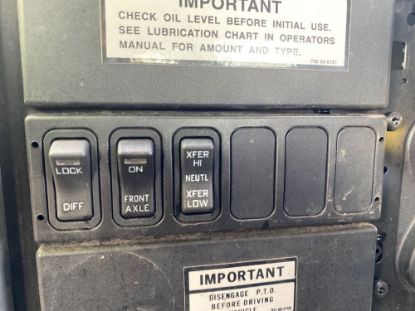 IMPORTANT
CHECK OIL LEVEL BEFORE INITIAL USE.
SEE LUBRICATION CHART IN OPERATORS
MANUAL FOR AMOUNT AND TYPE.
LOCK
DIFF
ON
FRONT
AXLE
XFER
HI
NEUTL
XFER
LOW
IMPORTANT
DISENGAGE P.T.O.
BEFORE DRIVING
VEHICLE